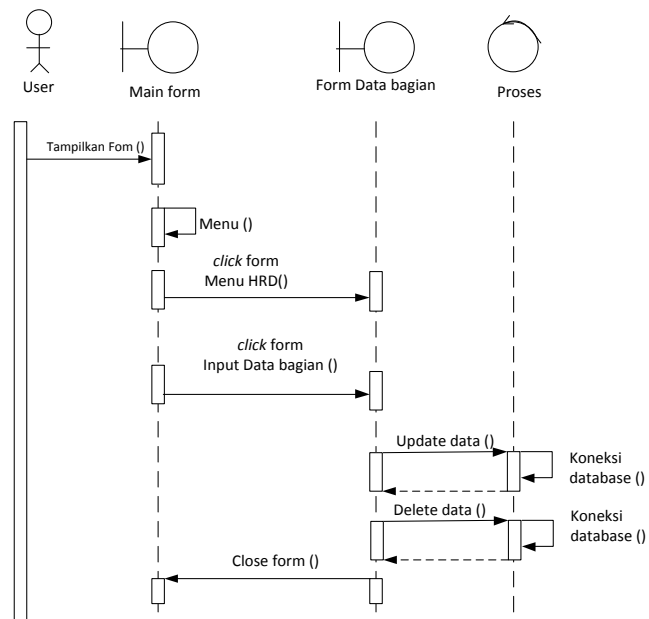 User
Main form
Form Data bagian
Proses
Tampilkan Fom ()
Menu ()
click form
Menu HRD()
click form
Input Data bagian ()
Update data ()
Koneksi
database ()
Delete data ()
Koneksi
database ()
Close form ()